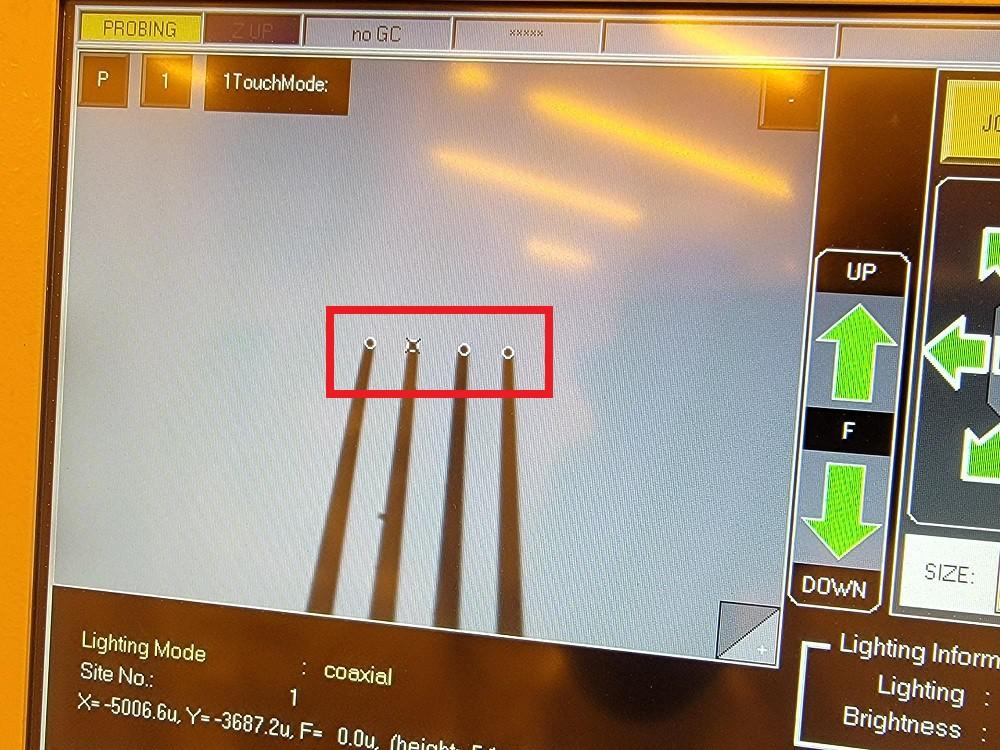 PROBING
Z UP
no GC
*****
P
1
1TouchMode:
-
UP
F
DOWN
SIZE:
Lighting Mode : coaxial
Site No.: 1
X= -5006.6u, Y= -3687.2u, F= 0.0u, (height:
Lighting Inform
Lighting :
Brightness :